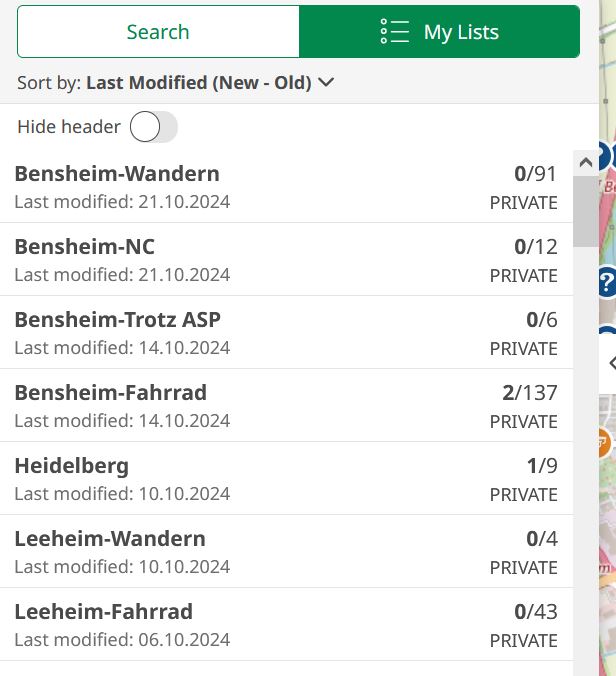 Search
My Lists
Sort by: Last Modified (New - Old)
Hide header
Bensheim-Wandern 0/91
Last modified: 21.10.2024 PRIVATE
Bensheim-NC 0/12
Last modified: 21.10.2024 PRIVATE
Bensheim-Trotz ASP 0/6
Last modified: 14.10.2024 PRIVATE
Bensheim-Fahrrad 2/137
Last modified: 14.10.2024 PRIVATE
Heidelberg 1/9
Last modified: 10.10.2024 PRIVATE
Leeheim-Wandern 0/4
Last modified: 10.10.2024 PRIVATE
Leeheim-Fahrrad 0/43
Last modified: 06.10.2024 PRIVATE
?